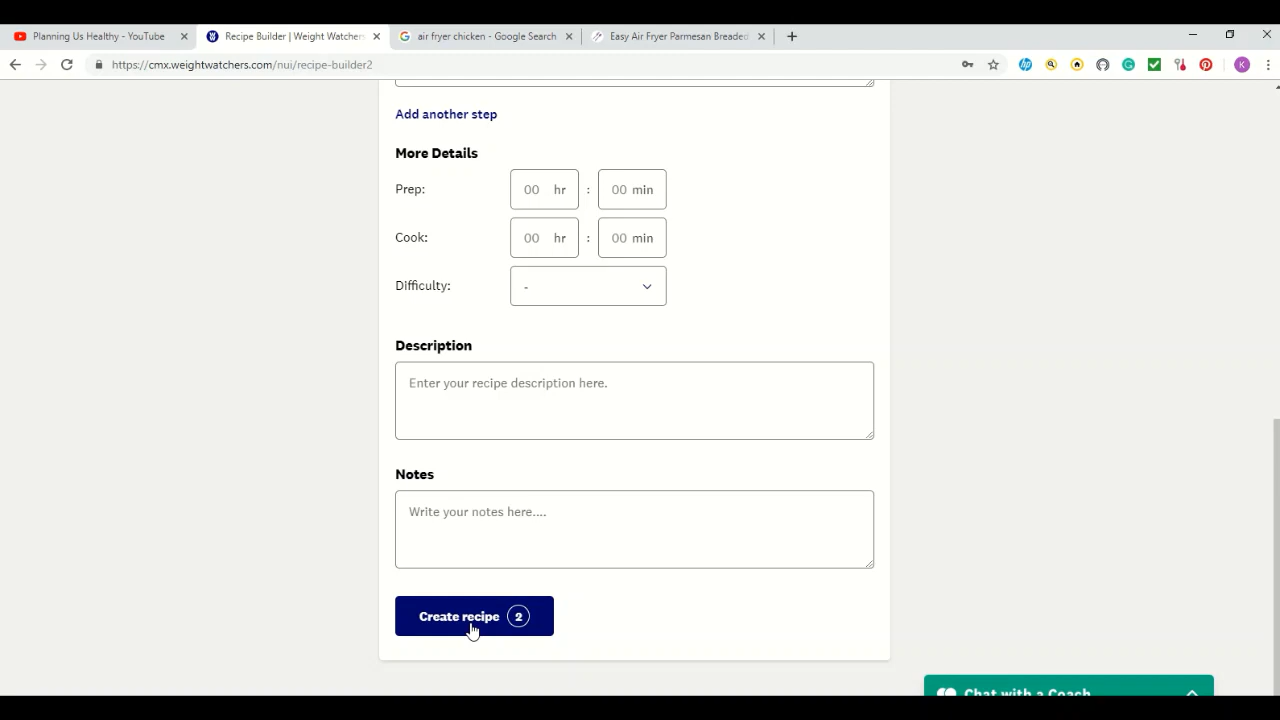 Planning Us Healthy - YouTube
Recipe Builder | Weight Watchers
air fryer chicken - Google Search
Easy Air Fryer Parmesan Breaded
https://cmx.weightwatchers.com/nui/recipe-builder2
K
Add another step
More Details
Prep: 00 hr : 00 min
Cook: 00 hr : 00 min
Difficulty: -
Description
Enter your recipe description here.
Notes
Write your notes here....
Create recipe 2
Chat with a Coach